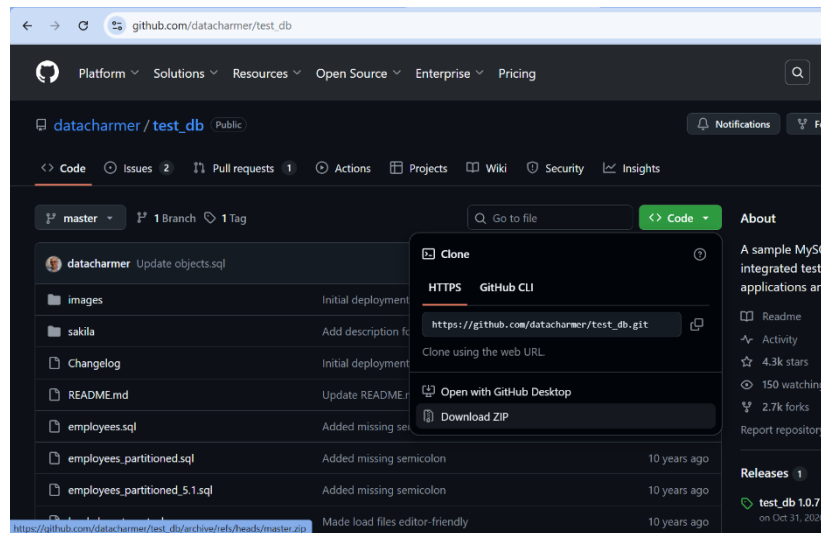 github.com/datacharmer/test_db
Platform Solutions Resources Open Source Enterprise Pricing
datacharmer / test_db Public
Notifications
Code Issues 2 Pull requests 1 Actions Projects Wiki Security Insights
master 1 Branch 1 Tag Go to file Code
About
datacharmer Update objects.sql
Clone
A sample MySQ
integrated test
applications an
HTTPS GitHub CLI
images Initial deployment
https://github.com/datacharmer/test_db.git
Readme
sakila Add description fo
Clone using the web URL.
Activity
Changelog Initial deployment
4.3k stars
150 watching
README.md Update README.r
Open with GitHub Desktop
2.7k forks
employees.sql Added missing se
Download ZIP
Report repository
employees_partitioned.sql Added missing semicolon 10 years ago
Releases 1
employees_partitioned_5.1.sql Added missing semicolon 10 years ago
test_db 1.0.7
on Oct 31, 202
Made load files editor-friendly 10 years ago
https://github.com/datacharmer/test_db/archive/refs/heads/master.zip